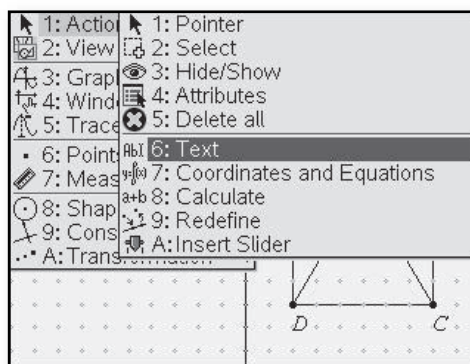 1: Actio
2: View
3: Grap
4: Wind
5: Trace
6: Point
7: Meas
8: Shap
9: Cons
A: Transformation
1: Pointer
2: Select
3: Hide/Show
4: Attributes
5: Delete all
AbI 6: Text
7: Coordinates and Equations
a+b 8: Calculate
9: Redefine
A: Insert Slider
D
C